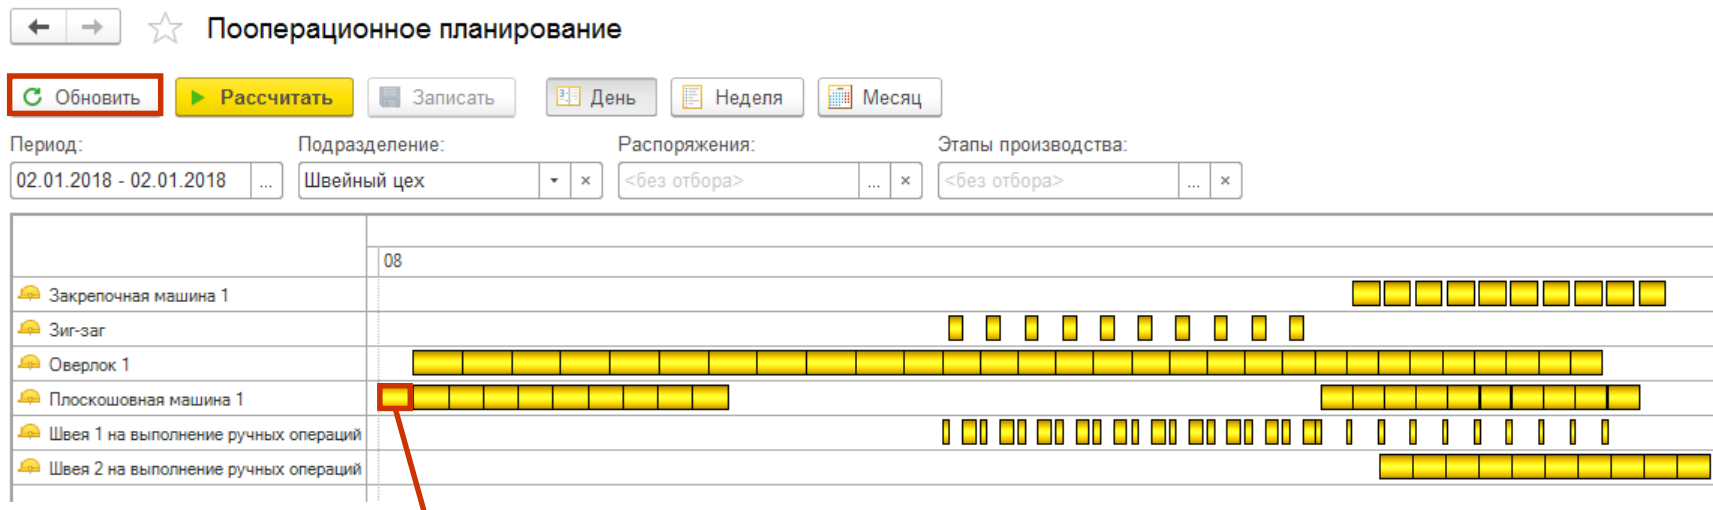 Пооперационное планирование
Обновить Рассчитать Записать День Неделя Месяц
Период: Подразделение: Распоряжения: Этапы производства:
02.01.2018 - 02.01.2018 ... Швейный цех × <без отбора> ... × <без отбора> ... ×
08
Закрепочная машина 1
Зиг-заг
Оверлок 1
Плоскошовная машина 1
Швея 1 на выполнение ручных операций
Швея 2 на выполнение ручных операций